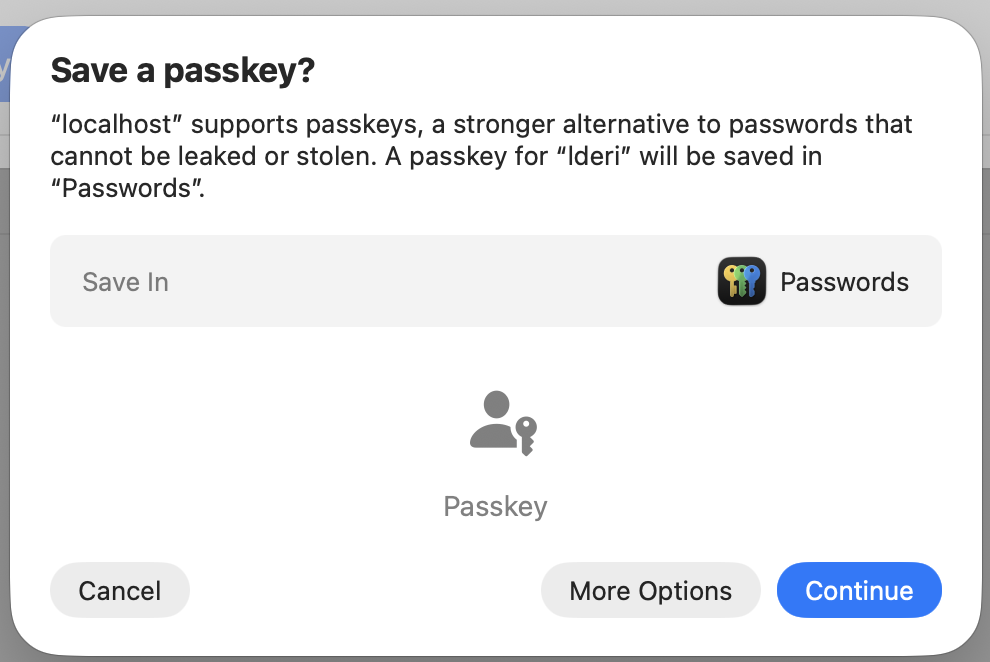 Save a passkey?
“localhost” supports passkeys, a stronger alternative to passwords that
cannot be leaked or stolen. A passkey for “lderi” will be saved in
“Passwords”.
Save In
Passwords
Passkey
Cancel
More Options
Continue